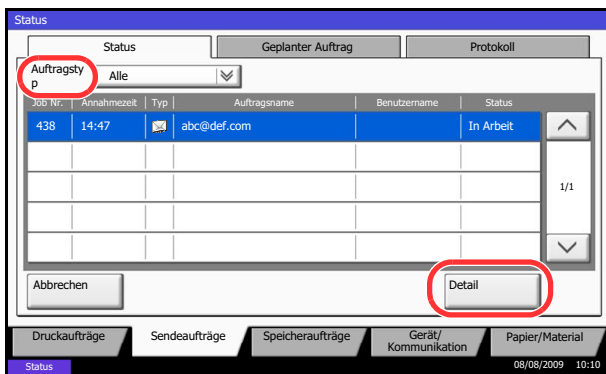 Status
Status Geplanter Auftrag Protokoll
Auftragsty
p
Alle
Job Nr. Annahmezeit Typ Auftragsname Benutzername Status
438 14:47 abc@def.com In Arbeit
1/1
Abbrechen Detail
Druckaufträge Sendeaufträge Speicheraufträge Gerät/
Kommunikation Papier/Material
Status 08/08/2009 10:10